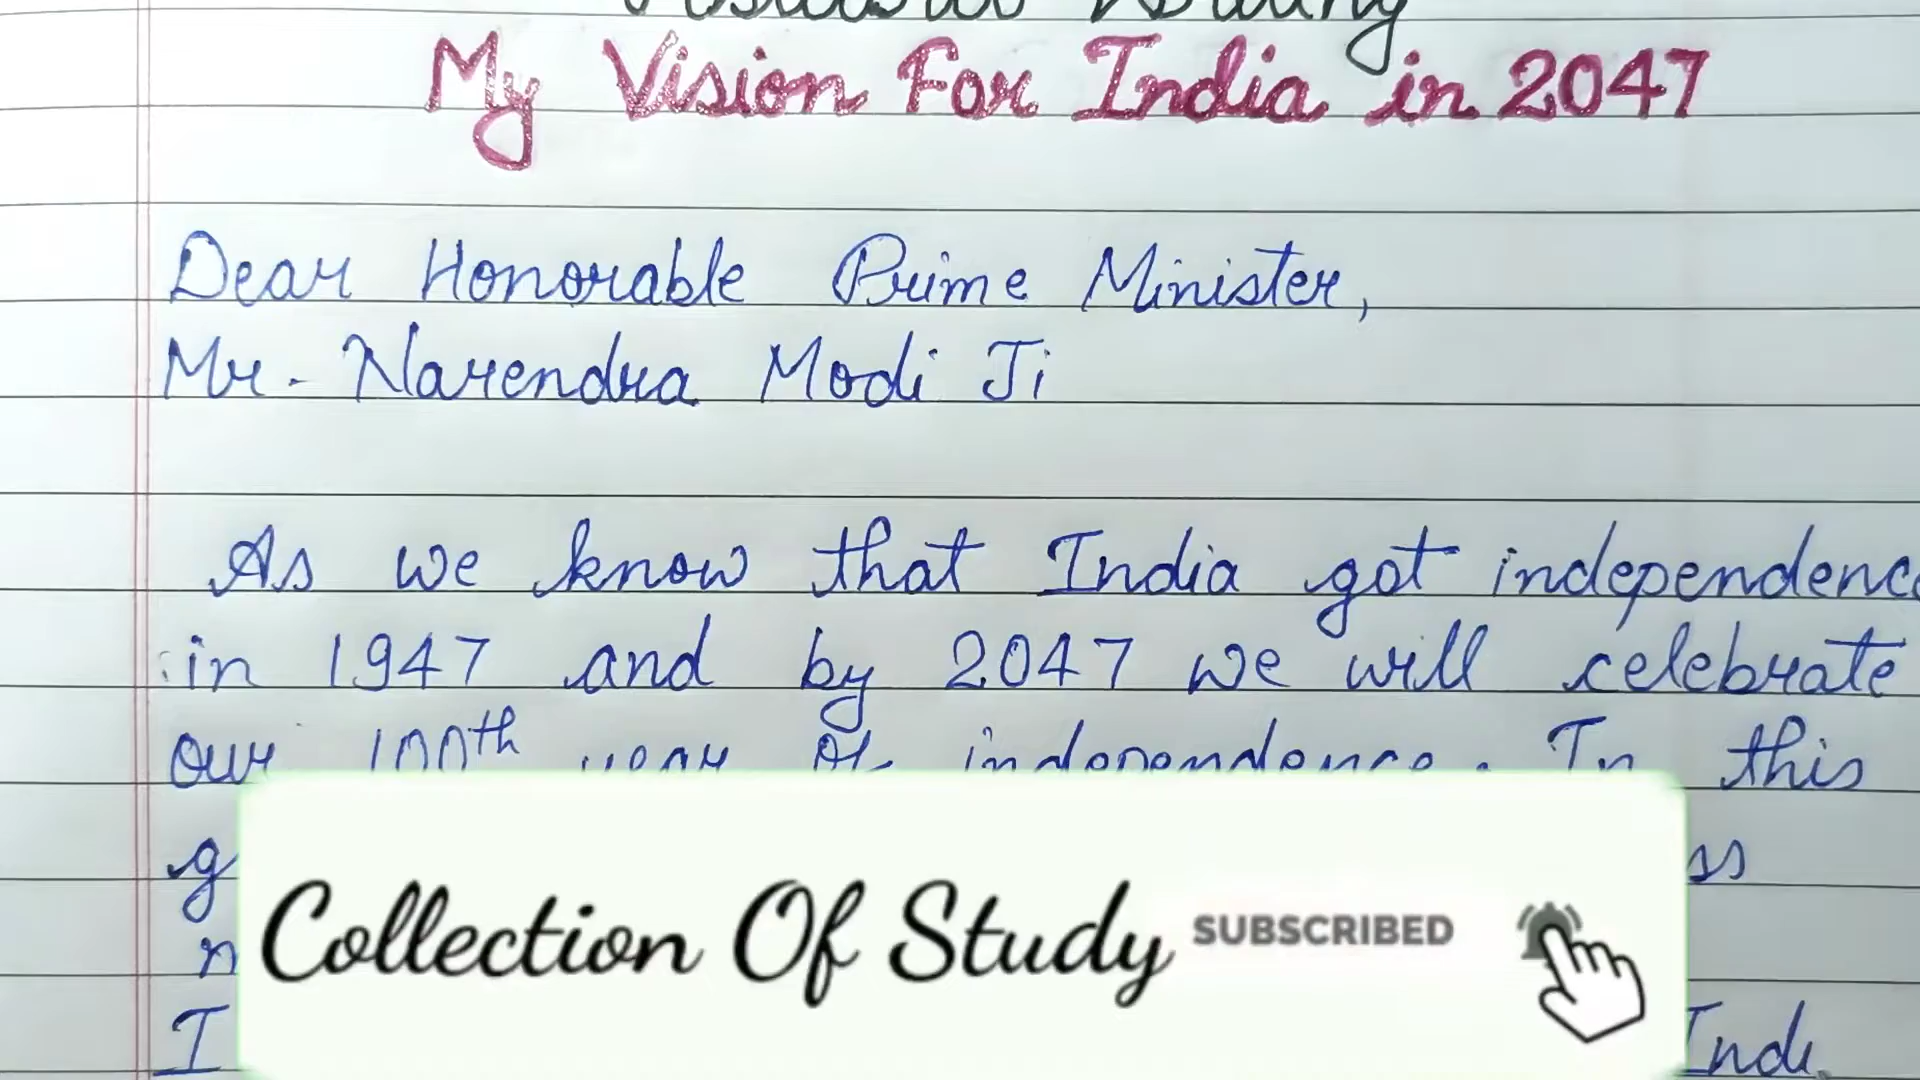 My Vision For India in 2047
Dear Honorable Prime Minister,
Mr. Narendra Modi Ji
As we know that India got independenc
in 1947 and by 2047 we will celebrate
our 100th year of independence. In this
Collection Of Study SUBSCRIBED